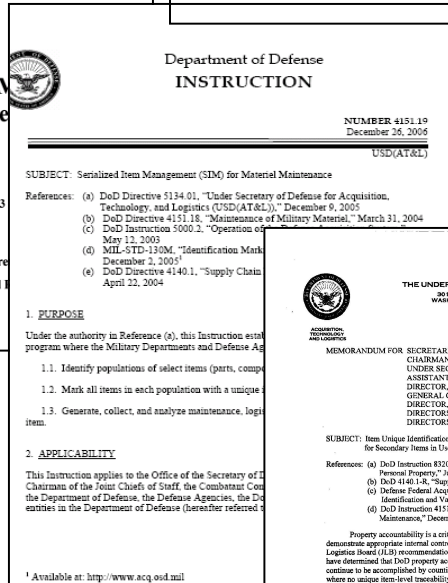 Department of Defense
INSTRUCTION
NUMBER 4151.19
December 26, 2006
USD(AT&L)
SUBJECT: Serialized Item Management (SIM) for Materiel Maintenance
References: (a) DoD Directive 5134.01, "Under Secretary of Defense for Acquisition,
Technology, and Logistics (USD(AT&L))," December 9, 2005
(b) DoD Directive 4151.18, "Maintenance of Military Materiel," March 31, 2004
(c) DoD Instruction 5000.2, "Operation of
May 12, 2003
(d) MIL-STD-130M, "Identification Mark
December 2, 2005¹
(e) DoD Directive 4140.1, "Supply Chain
April 22, 2004
1. PURPOSE
Under the authority in Reference (a), this Instruction estab
program where the Military Departments and Defense Ag
1.1. Identify populations of select items (parts, compo
1.2. Mark all items in each population with a unique i
1.3. Generate, collect, and analyze maintenance, logis
item.
2. APPLICABILITY
This Instruction applies to the Office of the Secretary of D
Chairman of the Joint Chiefs of Staff, the Combatant Com
the Department of Defense, the Defense Agencies, the Do
entities in the Department of Defense (hereafter referred t
¹ Available at: http://www.acq.osd.mil
THE UNDER
301
WASH
ACQUISITION,
TECHNOLOGY
AND LOGISTICS
MEMORANDUM FOR SECRETAR
CHAIRMAN
UNDER SEC
ASSISTANT
DIRECTOR,
GENERAL C
DIRECTOR,
DIRECTORS
DIRECTORS
SUBJECT: Item Unique Identification
for Secondary Items in Us
References: (a) DoD Instruction 8320
Personal Property," J
(b) DoD 4140.1-R, "Sup
(c) Defense Federal Acq
Identification and Va
(d) DoD Instruction 4151
Maintenance," Decem
Property accountability is a crit
demonstrate appropriate internal contr
Logistics Board (JLB) recommendatio
have determined that DoD property ac
continue to be accomplished by counti
where no unique item-level traceabilit